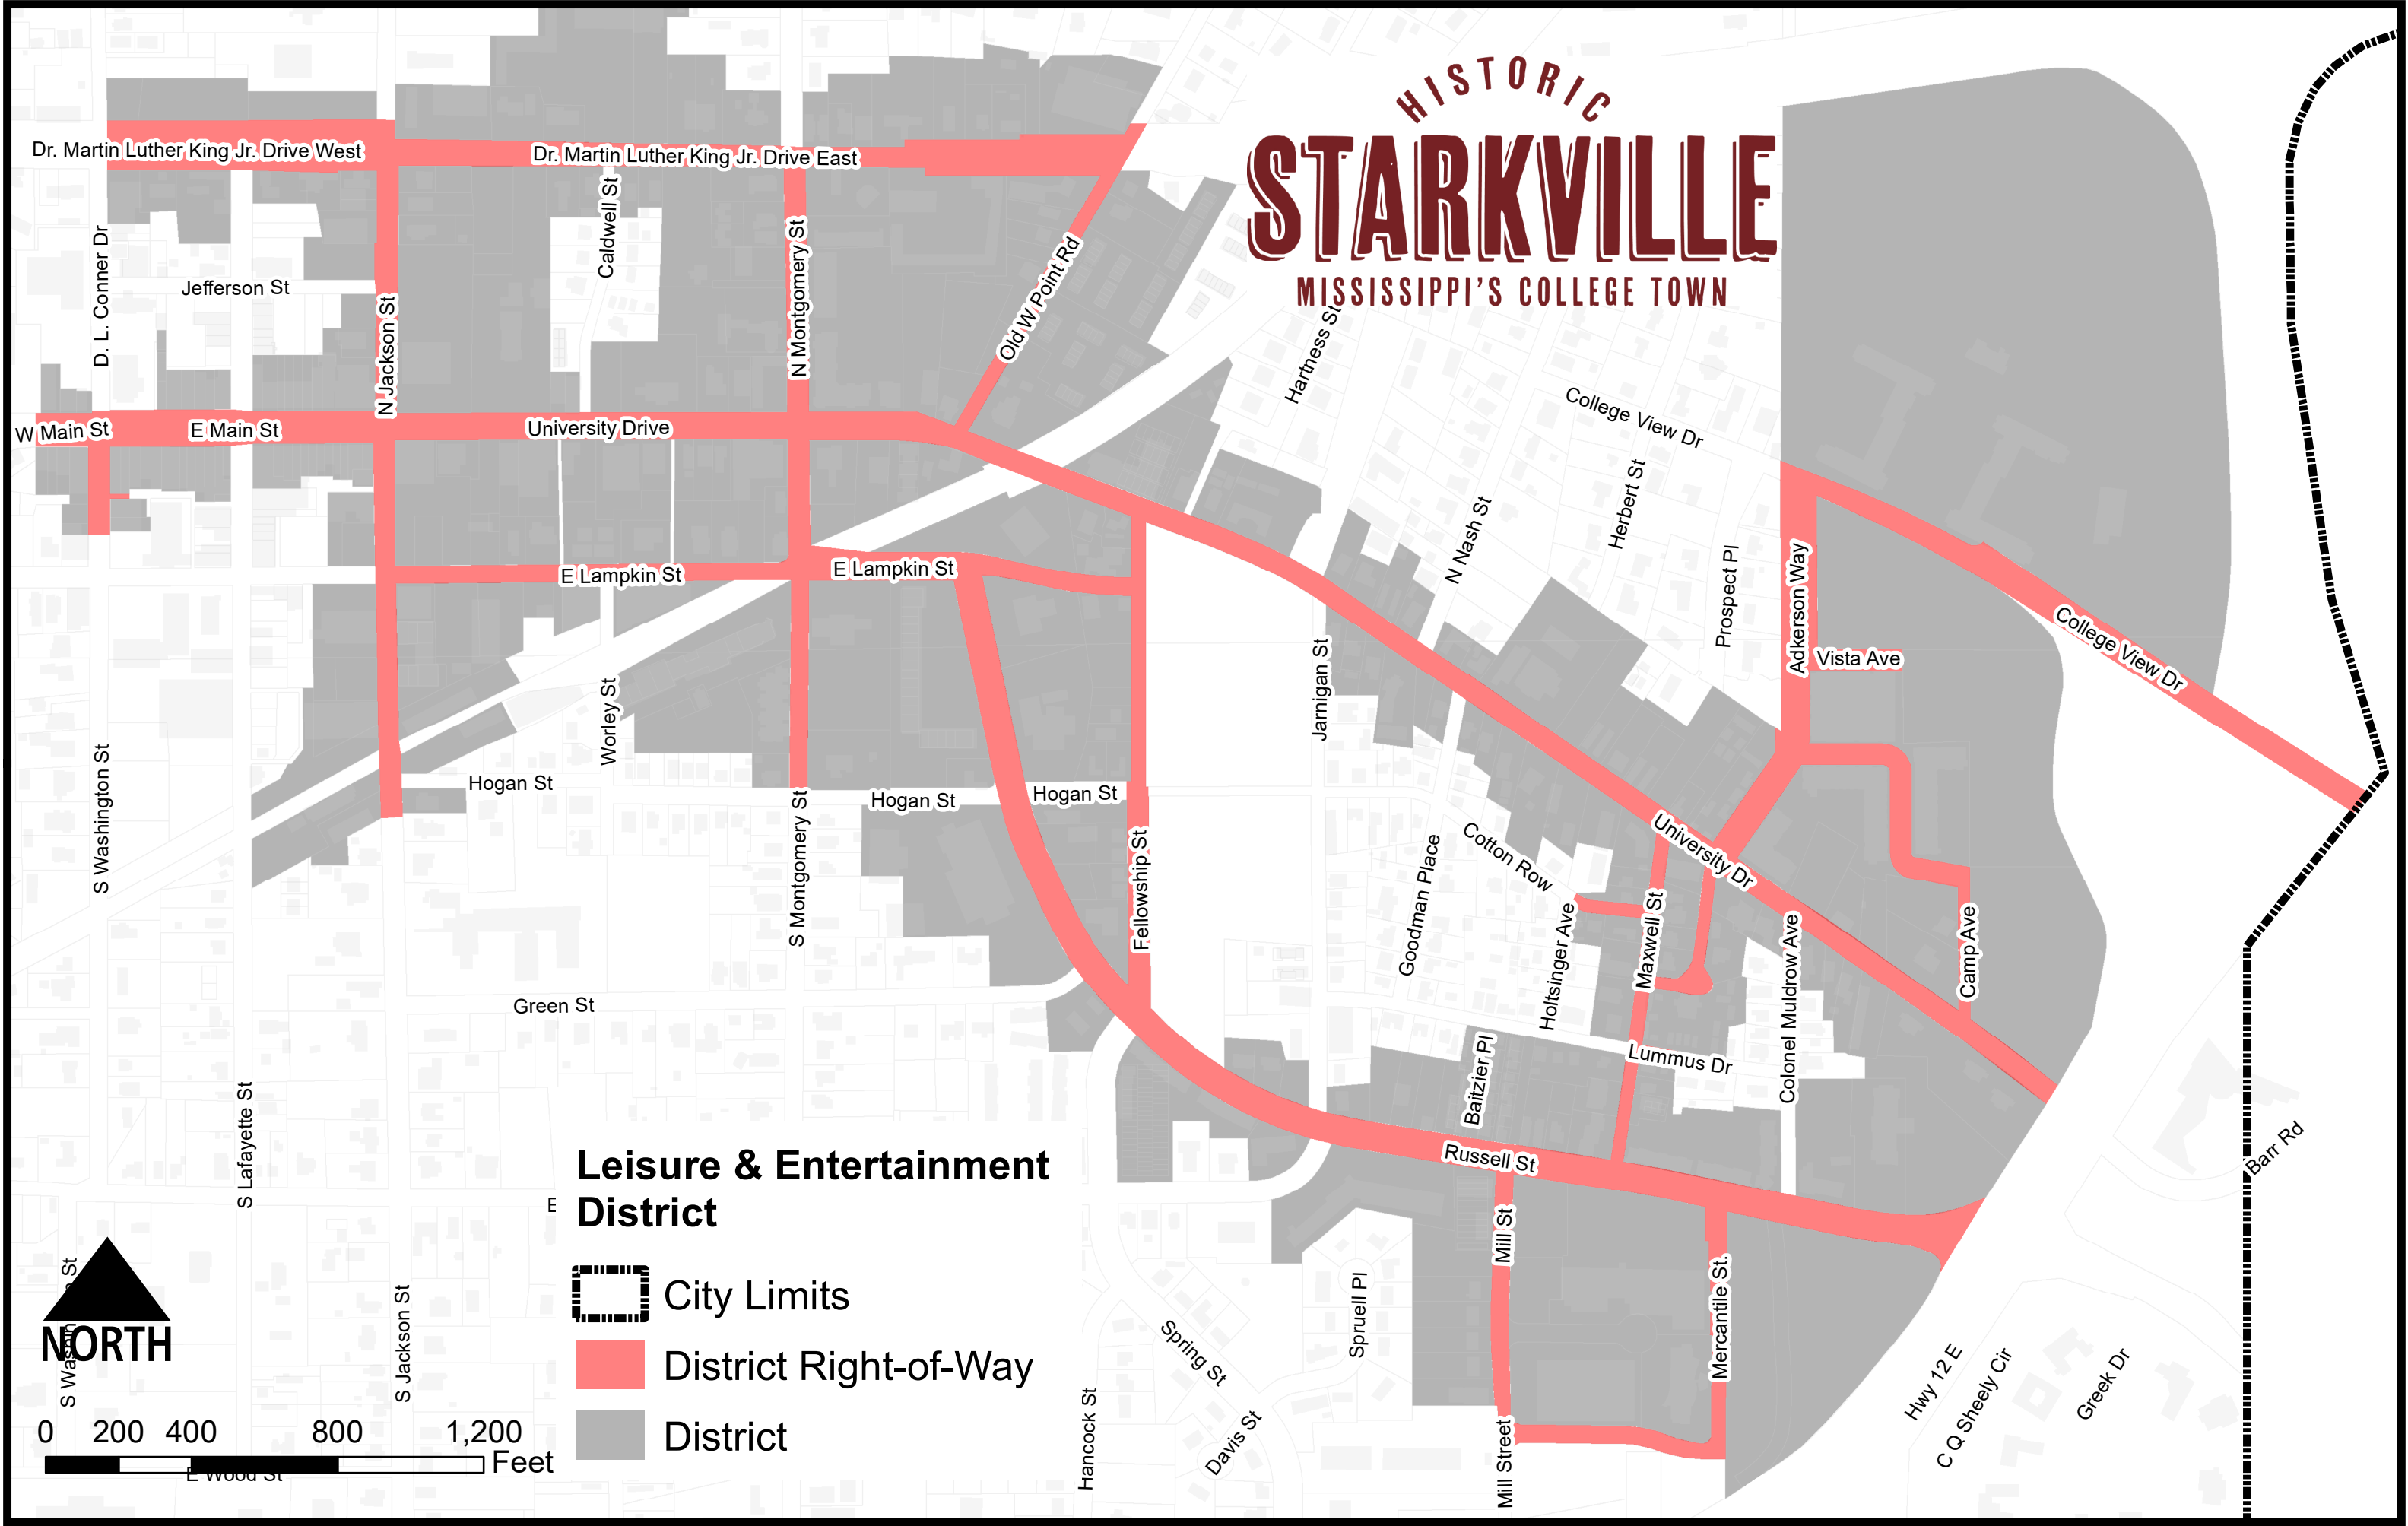 HISTORIC
STARKVILLE
MISSISSIPPI'S COLLEGE TOWN
Dr. Martin Luther King Jr. Drive West
Dr. Martin Luther King Jr. Drive East
Caldwell St
D. L. Conner Dr
Jefferson St
N Jackson St
N Montgomery St
Old W Point Rd
Hartness St
College View Dr
W Main St
E Main St
University Drive
Herbert St
N Nash St
Prospect Pl
Adkerson Way
E Lampkin St
E Lampkin St
College View Dr
Vista Ave
Jarnigan St
Worley St
S Washington St
Hogan St
Hogan St
Hogan St
S Montgomery St
Fellowship St
Goodman Place
Cotton Row
University Dr
Holtsinger Ave
Maxwell St
Colonel Muldrow Ave
Camp Ave
Green St
Baitzier Pl
Lummus Dr
S Lafayette St
Russell St
Barr Rd
Mill St
Mercantile St.
Spruell Pl
Spring St
Davis St
Hancock St
Mill Street
Hwy 12 E
C Q Sheely Cir
Greek Dr
S Jackson St
E
Leisure & Entertainment
District
City Limits
District Right-of-Way
District
NORTH
0 200 400 800 1,200
Feet
E Wood St